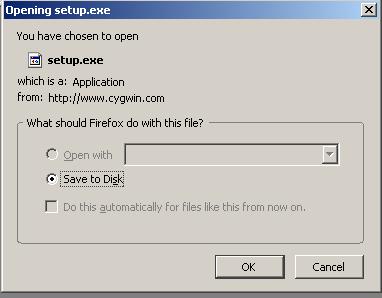 Opening setup.exe
You have chosen to open
setup.exe
which is a: Application
from: http://www.cygwin.com
What should Firefox do with this file?
Open with
Save to Disk
Do this automatically for files like this from now on.
OK Cancel